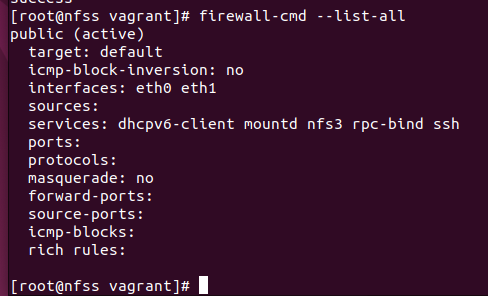 success
[root@nfss vagrant]# firewall-cmd --list-all
public (active)
  target: default
  icmp-block-inversion: no
  interfaces: eth0 eth1
  sources:
  services: dhcpv6-client mountd nfs3 rpc-bind ssh
  ports:
  protocols:
  masquerade: no
  forward-ports:
  source-ports:
  icmp-blocks:
  rich rules:
[root@nfss vagrant]#